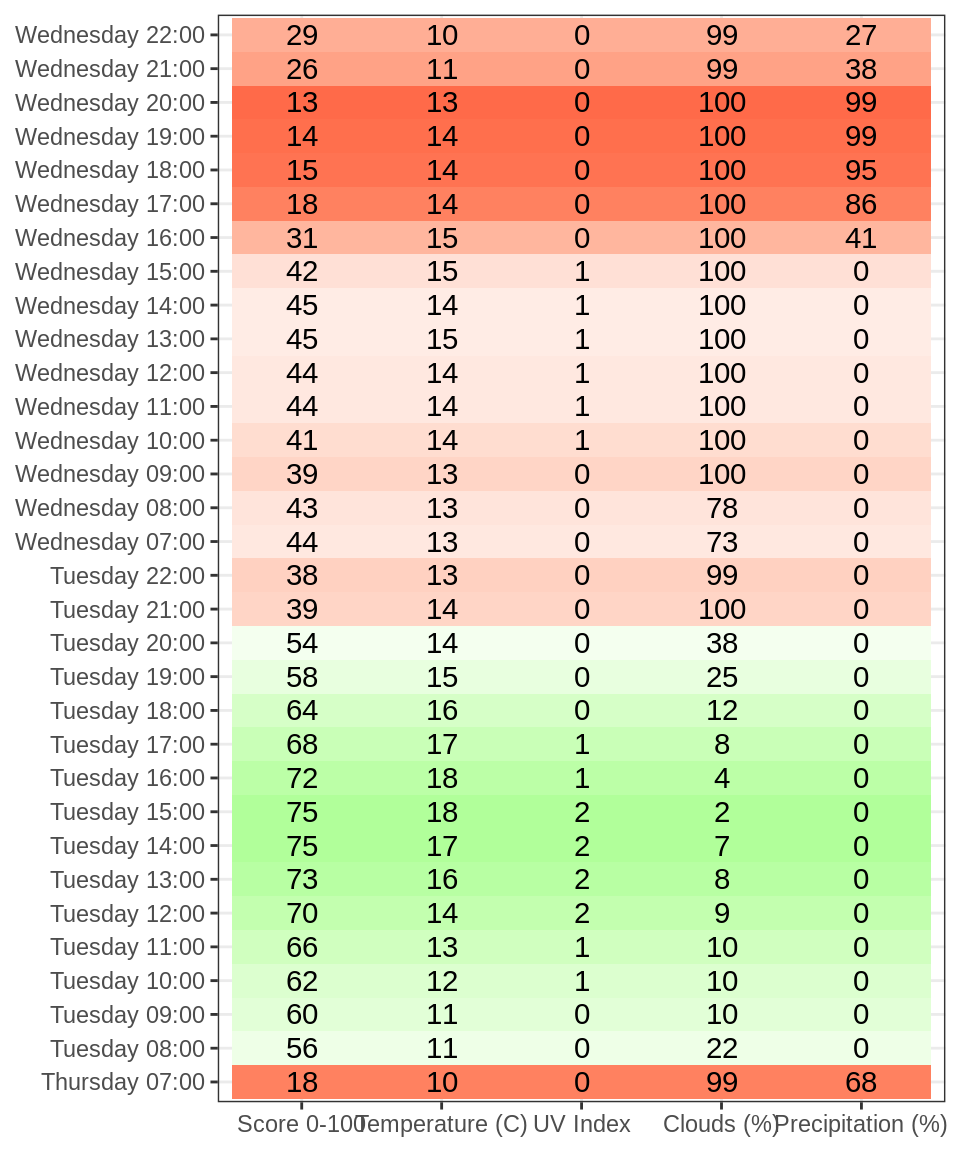 Wednesday 22:00 29 10 0 99 27
Wednesday 21:00 26 11 0 99 38
Wednesday 20:00 13 13 0 100 99
Wednesday 19:00 14 14 0 100 99
Wednesday 18:00 15 14 0 100 95
Wednesday 17:00 18 14 0 100 86
Wednesday 16:00 31 15 0 100 41
Wednesday 15:00 42 15 1 100 0
Wednesday 14:00 45 14 1 100 0
Wednesday 13:00 45 15 1 100 0
Wednesday 12:00 44 14 1 100 0
Wednesday 11:00 44 14 1 100 0
Wednesday 10:00 41 14 1 100 0
Wednesday 09:00 39 13 0 100 0
Wednesday 08:00 43 13 0 78 0
Wednesday 07:00 44 13 0 73 0
Tuesday 22:00 38 13 0 99 0
Tuesday 21:00 39 14 0 100 0
Tuesday 20:00 54 14 0 38 0
Tuesday 19:00 58 15 0 25 0
Tuesday 18:00 64 16 0 12 0
Tuesday 17:00 68 17 1 8 0
Tuesday 16:00 72 18 1 4 0
Tuesday 15:00 75 18 2 2 0
Tuesday 14:00 75 17 2 7 0
Tuesday 13:00 73 16 2 8 0
Tuesday 12:00 70 14 2 9 0
Tuesday 11:00 66 13 1 10 0
Tuesday 10:00 62 12 1 10 0
Tuesday 09:00 60 11 0 10 0
Tuesday 08:00 56 11 0 22 0
Thursday 07:00 18 10 0 99 68
Score 0-100 Temperature (C) UV Index Clouds (%) Precipitation (%)